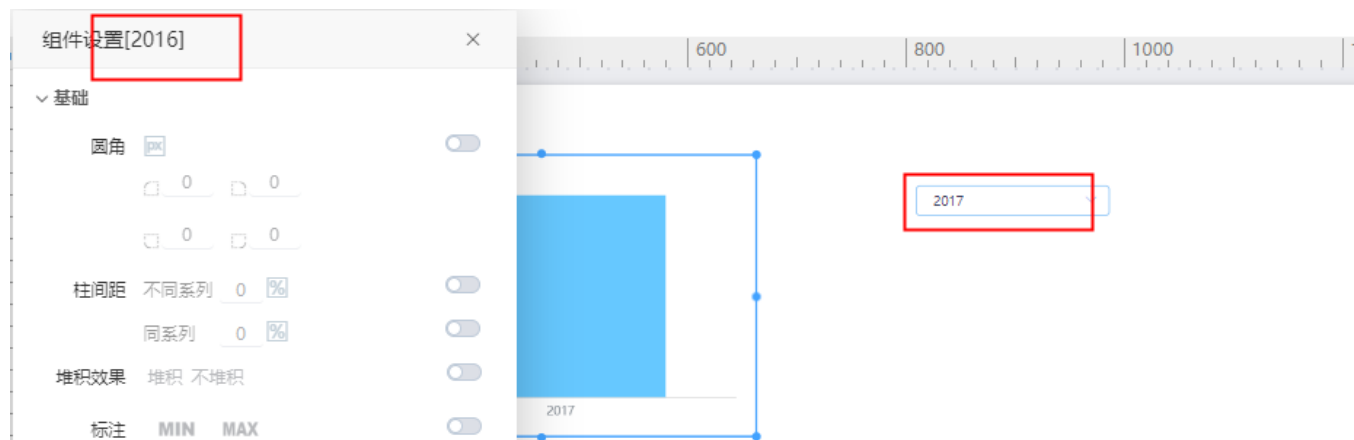 组件设置[2016]
600 800 1000
基础
圆角 px
0 0
0 0
2017
柱间距 不同系列 0 %
同系列 0 %
堆积效果 堆积 不堆积
2017
标注 MIN MAX